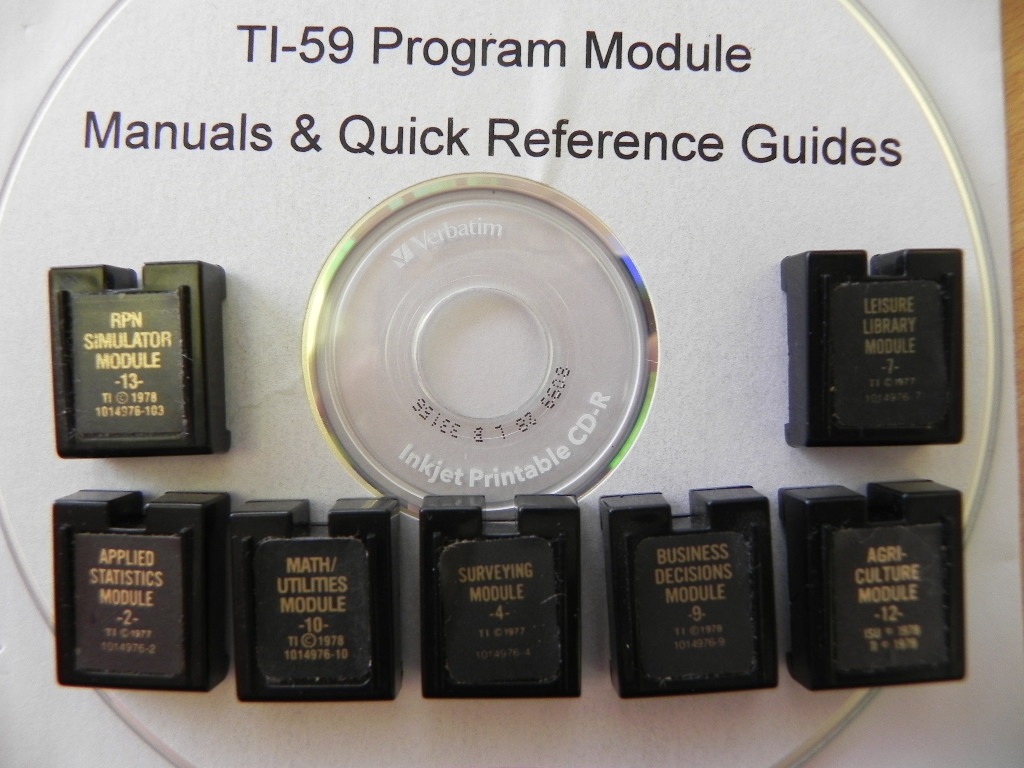 TI-59 Program Module
Manuals & Quick Reference Guides
Verbatim
Inkjet Printable CD-R
RPN
SIMULATOR
MODULE
-13-
TI © 1978
1014976-103
LEISURE
LIBRARY
MODULE
-7-
TI © 1977
1014976-7
APPLIED
STATISTICS
MODULE
-2-
TI © 1977
1014976-2
MATH/
UTILITIES
MODULE
-10-
TI © 1978
1014976-10
SURVEYING
MODULE
-4-
TI © 1977
1014976-4
BUSINESS
DECISIONS
MODULE
-9-
TI © 1978
1014976-9
AGRI-
CULTURE
MODULE
-12-
ISU © 1978
TI © 1978